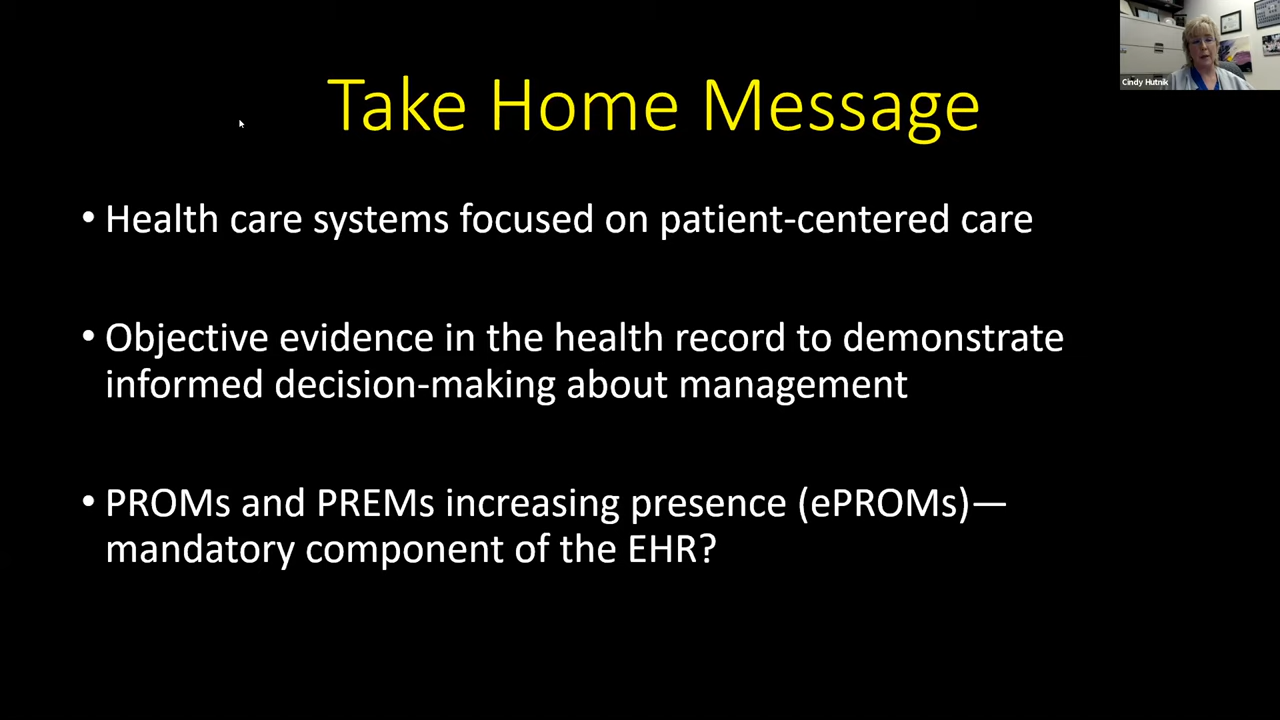 Cindy Hutnik
Take Home Message
• Health care systems focused on patient-centered care
• Objective evidence in the health record to demonstrate
informed decision-making about management
• PROMs and PREMs increasing presence (ePROMs)—
mandatory component of the EHR?